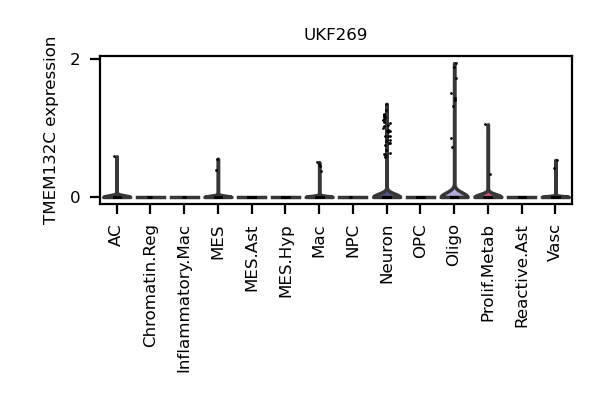 UKF269
TMEM132C expression
2
0
AC
Chromatin.Reg
Inflammatory.Mac
MES
MES.Ast
MES.Hyp
Mac
NPC
Neuron
OPC
Oligo
Prolif.Metab
Reactive.Ast
Vasc